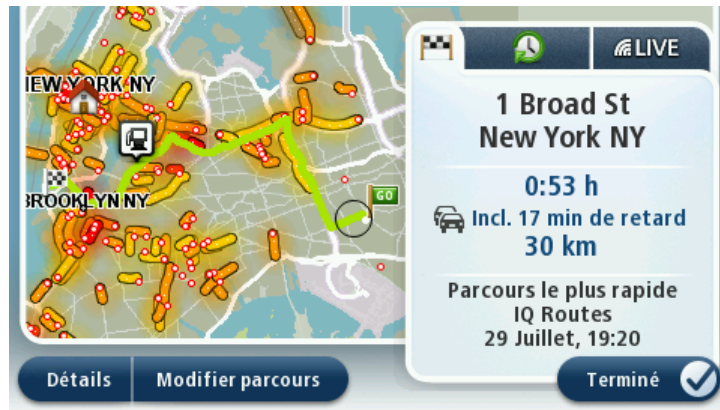 NEW YORK NY
BROOKLYN NY
GO
LIVE
1 Broad St
New York NY
0:53 h
Incl. 17 min de retard
30 km
Parcours le plus rapide
IQ Routes
29 Juillet, 19:20
Détails
Modifier parcours
Terminé